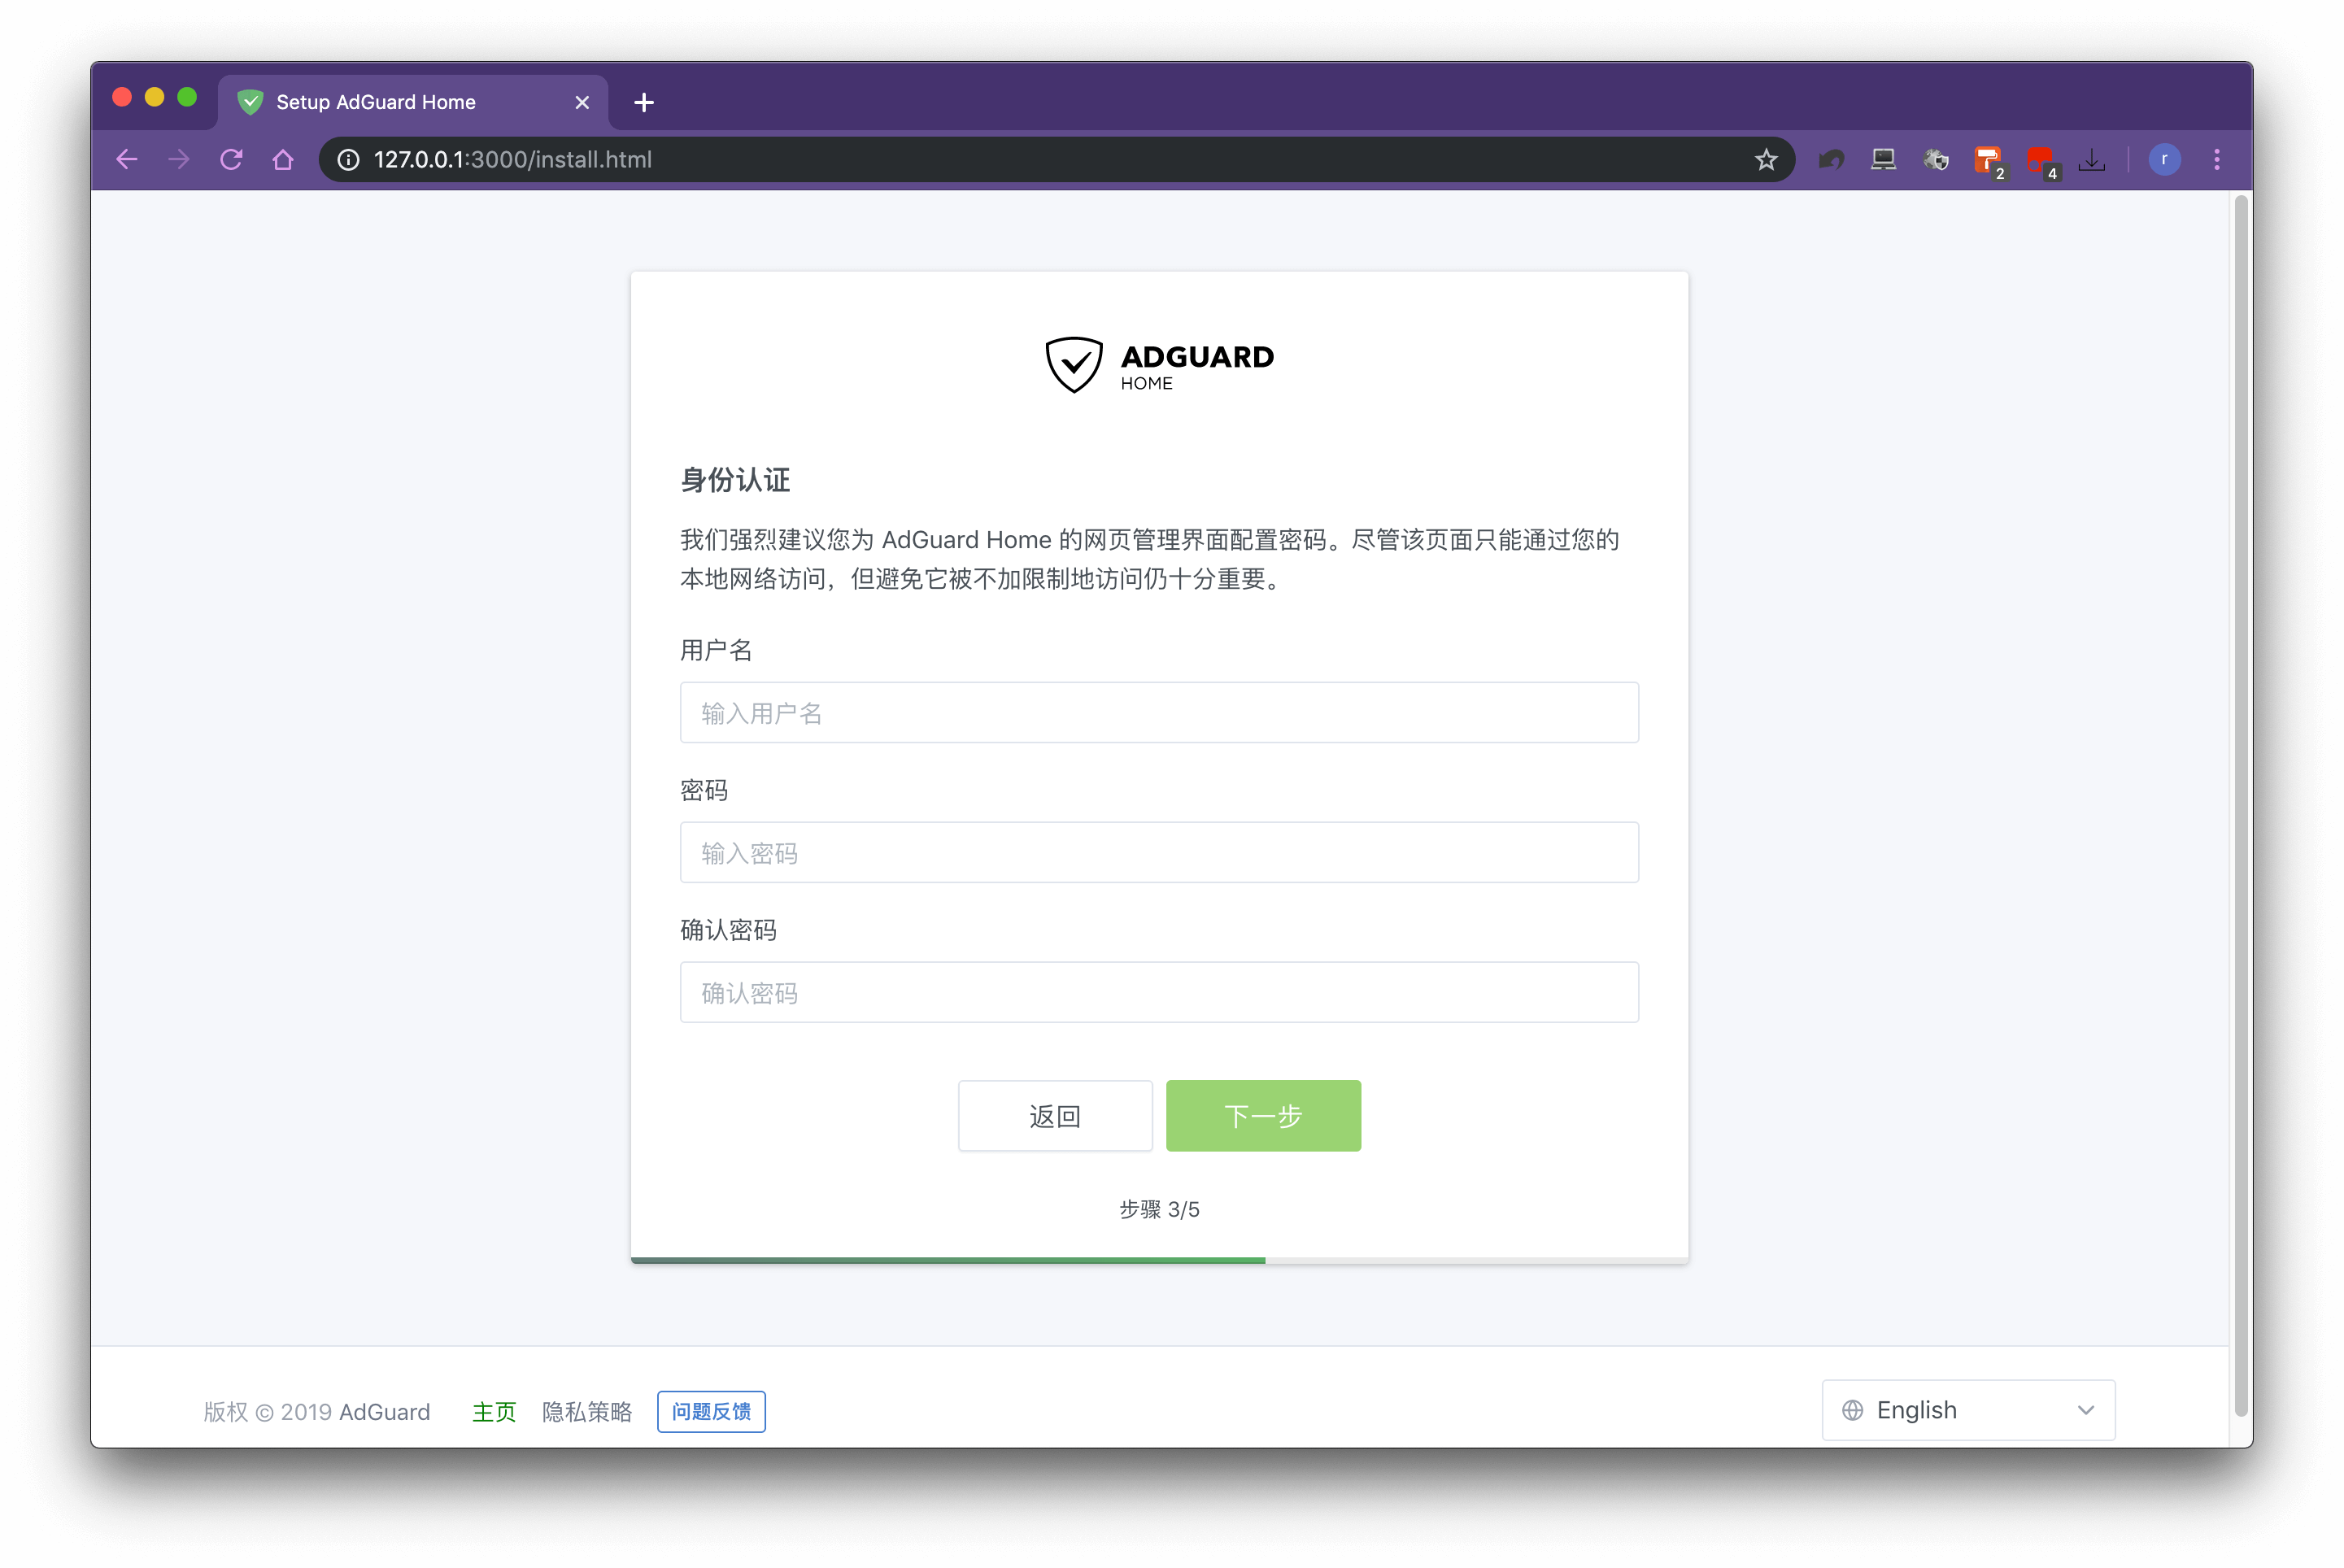 Setup AdGuard Home
127.0.0.1:3000/install.html
2
4
r
ADGUARD
HOME
身份认证
我们强烈建议您为 AdGuard Home 的网页管理界面配置密码。尽管该页面只能通过您的
本地网络访问，但避免它被不加限制地访问仍十分重要。
用户名
输入用户名
密码
输入密码
确认密码
确认密码
返回 下一步
步骤 3/5
版权 © 2019 AdGuard 主页 隐私策略 问题反馈 English